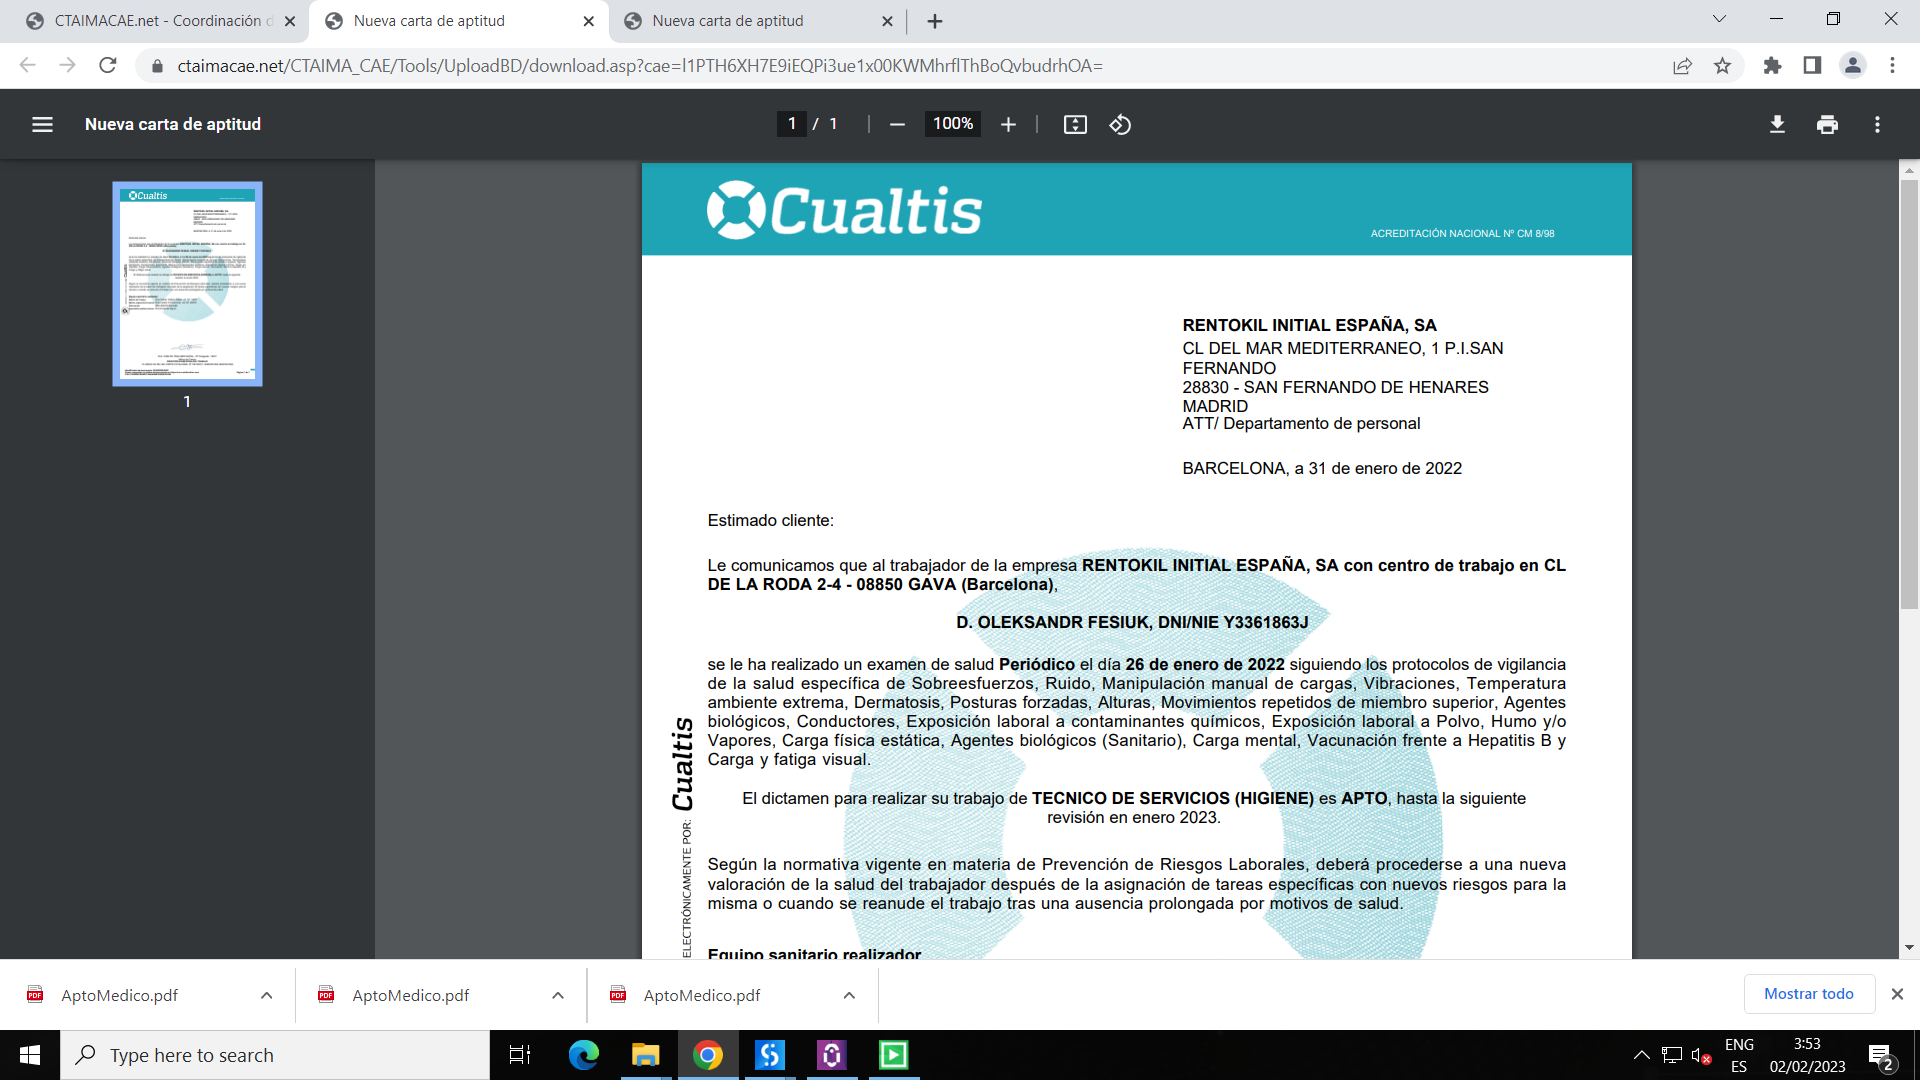 CTAIMACAE.net - Coordinación d
Nueva carta de aptitud
Nueva carta de aptitud
ctaimacae.net/CTAIMA_CAE/Tools/UploadBD/download.asp?cae=l1PTH6XH7E9iEQPi3ue1x00KWMhrflThBoQvbudrhOA=
Nueva carta de aptitud
1 / 1
100%
Cualtis
1
Cualtis
ACREDITACIÓN NACIONAL Nº CM 8/98
RENTOKIL INITIAL ESPAÑA, SA
CL DEL MAR MEDITERRANEO, 1 P.I.SAN
FERNANDO
28830 - SAN FERNANDO DE HENARES
MADRID
ATT/ Departamento de personal
BARCELONA, a 31 de enero de 2022
Estimado cliente:
Le comunicamos que al trabajador de la empresa RENTOKIL INITIAL ESPAÑA, SA con centro de trabajo en CL
DE LA RODA 2-4 - 08850 GAVA (Barcelona),
D. OLEKSANDR FESIUK, DNI/NIE Y3361863J
se le ha realizado un examen de salud Periódico el día 26 de enero de 2022 siguiendo los protocolos de vigilancia
de la salud específica de Sobreesfuerzos, Ruido, Manipulación manual de cargas, Vibraciones, Temperatura
ambiente extrema, Dermatosis, Posturas forzadas, Alturas, Movimientos repetidos de miembro superior, Agentes
biológicos, Conductores, Exposición laboral a contaminantes químicos, Exposición laboral a Polvo, Humo y/o
Vapores, Carga física estática, Agentes biológicos (Sanitario), Carga mental, Vacunación frente a Hepatitis B y
Carga y fatiga visual.
El dictamen para realizar su trabajo de TECNICO DE SERVICIOS (HIGIENE) es APTO, hasta la siguiente
revisión en enero 2023.
Según la normativa vigente en materia de Prevención de Riesgos Laborales, deberá procederse a una nueva
valoración de la salud del trabajador después de la asignación de tareas específicas con nuevos riesgos para la
misma o cuando se reanude el trabajo tras una ausencia prolongada por motivos de salud.
Equipo sanitario realizador
ELECTRÓNICAMENTE POR: Cualtis
AptoMedico.pdf
AptoMedico.pdf
AptoMedico.pdf
Mostrar todo
Type here to search
ENG
ES
3:53
02/02/2023
2